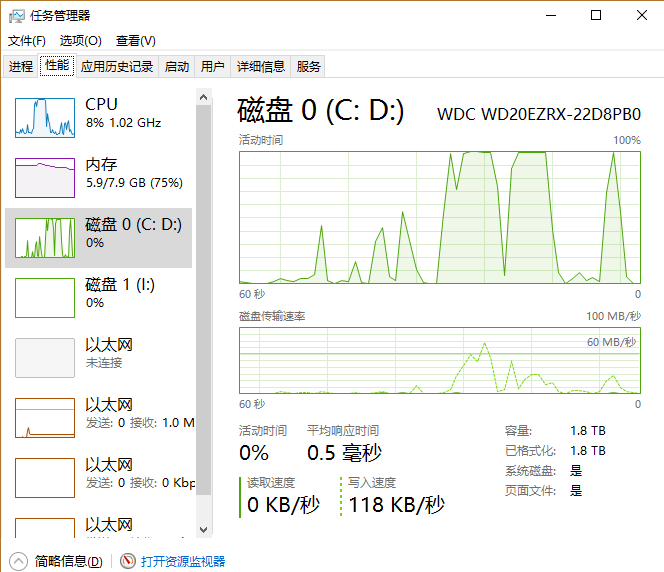 任务管理器
文件(F) 选项(O) 查看(V)
进程 性能 应用历史记录 启动 用户 详细信息 服务
CPU
8% 1.02 GHz
内存
5.9/7.9 GB (75%)
磁盘 0 (C: D:)
0%
磁盘 1 (I:)
0%
以太网
未连接
以太网
发送: 0 接收: 1.0 M
以太网
发送: 0 接收: 0 Kbp
以太网
磁盘 0 (C: D:) WDC WD20EZRX-22D8PB0
活动时间 100%
60 秒 0
磁盘传输速率 100 MB/秒
60 MB/秒
60 秒 0
活动时间 平均响应时间
0% 0.5 毫秒
读取速度 写入速度
0 KB/秒 118 KB/秒
容量: 1.8 TB
已格式化: 1.8 TB
系统磁盘: 是
页面文件: 是
简略信息(D) 打开资源监视器